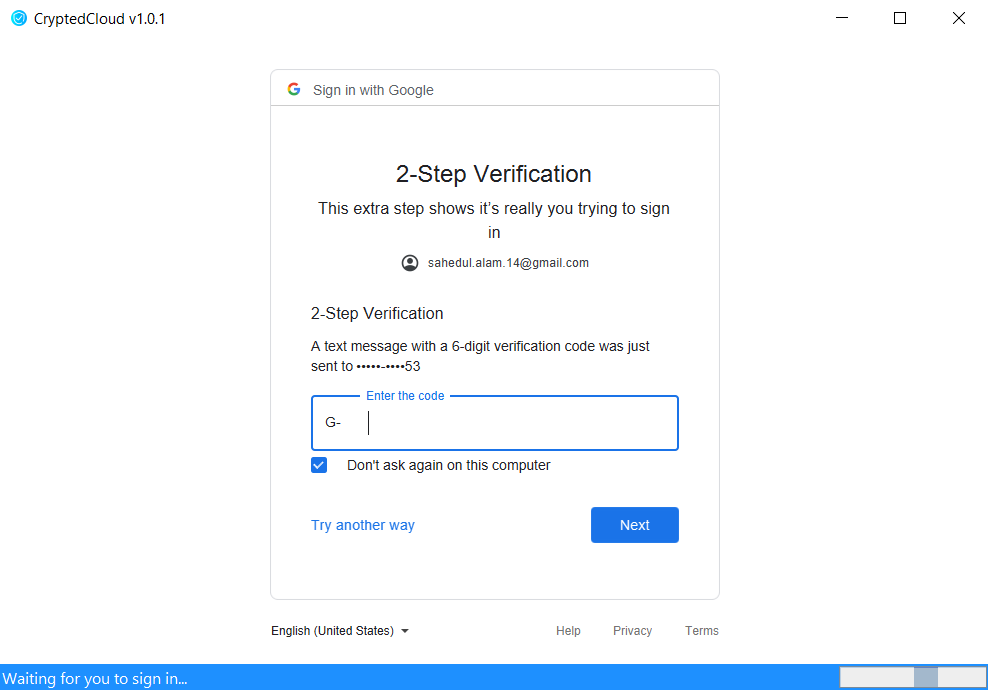 CryptedCloud v1.0.1
Sign in with Google
2-Step Verification
This extra step shows it’s really you trying to sign
in
sahedul.alam.14@gmail.com
2-Step Verification
A text message with a 6-digit verification code was just
sent to •••••-••••53
Enter the code
G-
Don't ask again on this computer
Try another way
Next
English (United States)
Help Privacy Terms
Waiting for you to sign in...